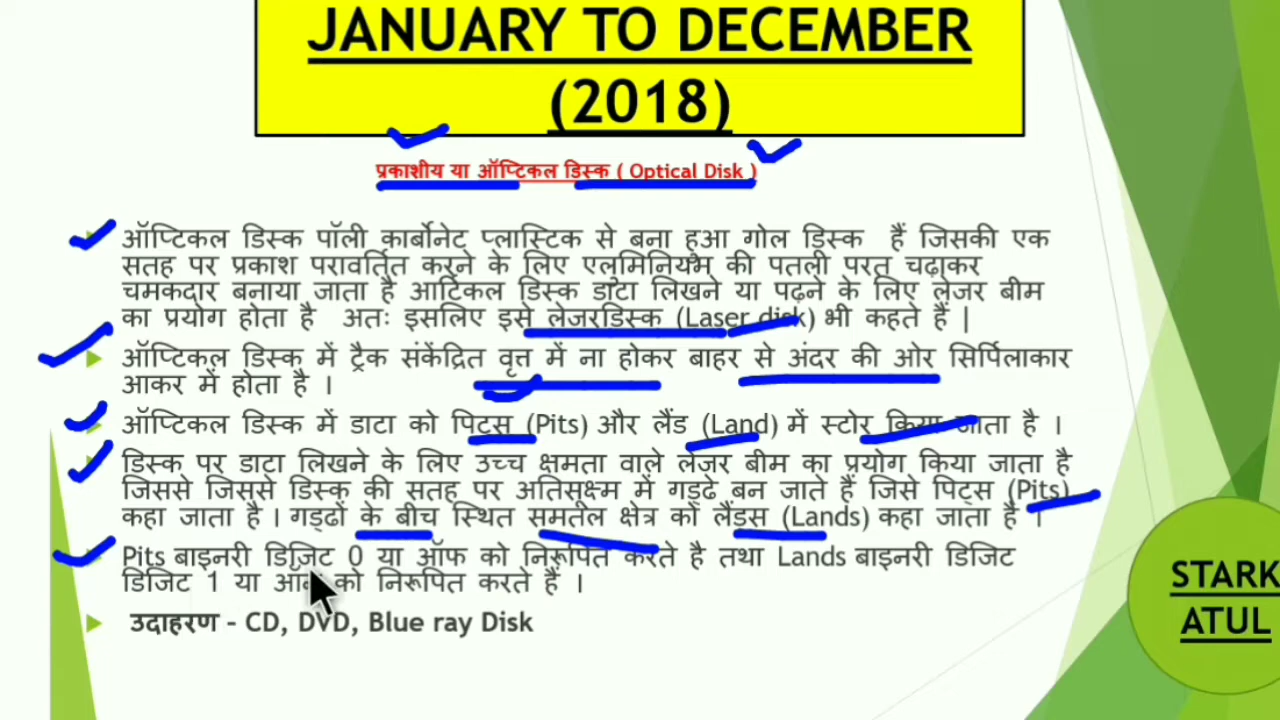 JANUARY TO DECEMBER
(2018)
प्रकाशीय या ऑप्टिकल डिस्क ( Optical Disk )
ऑप्टिकल डिस्क पॉली कार्बोनेट प्लास्टिक से बना हुआ गोल डिस्क हैं जिसकी एक
सतह पर प्रकाश परावर्तित करने के लिए एलुमिनियम की पतली परत चढ़ाकर
चमकदार बनाया जाता है आर्टिकल डिस्क डाटा लिखने या पढ़ने के लिए लेजर बीम
का प्रयोग होता है अतः इसलिए इसे लेजरडिस्क (Laser disk) भी कहते हैं |
ऑप्टिकल डिस्क में ट्रैक संकेंद्रित वृत्त में ना होकर बाहर से अंदर की ओर सिर्पिलाकार
आकर में होता है ।
ऑप्टिकल डिस्क में डाटा को पिट्स (Pits) और लैंड (Land) में स्टोर किया जाता है ।
डिस्क पर डाटा लिखने के लिए उच्च क्षमता वाले लेजर बीम का प्रयोग किया जाता है
जिससे जिससे डिस्क की सतह पर अतिसूक्ष्म में गड्ढे बन जाते हैं जिसे पिट्स (Pits)
कहा जाता है । गड्ढों के बीच स्थित समतल क्षेत्र को लैंडस (Lands) कहा जाता है ।
Pits बाइनरी डिजिट 0 या ऑफ को निरूपित करते है तथा Lands बाइनरी डिजिट
डिजिट 1 या ऑन को निरूपित करते हैं ।
उदाहरण - CD, DVD, Blue ray Disk
STARK
ATUL